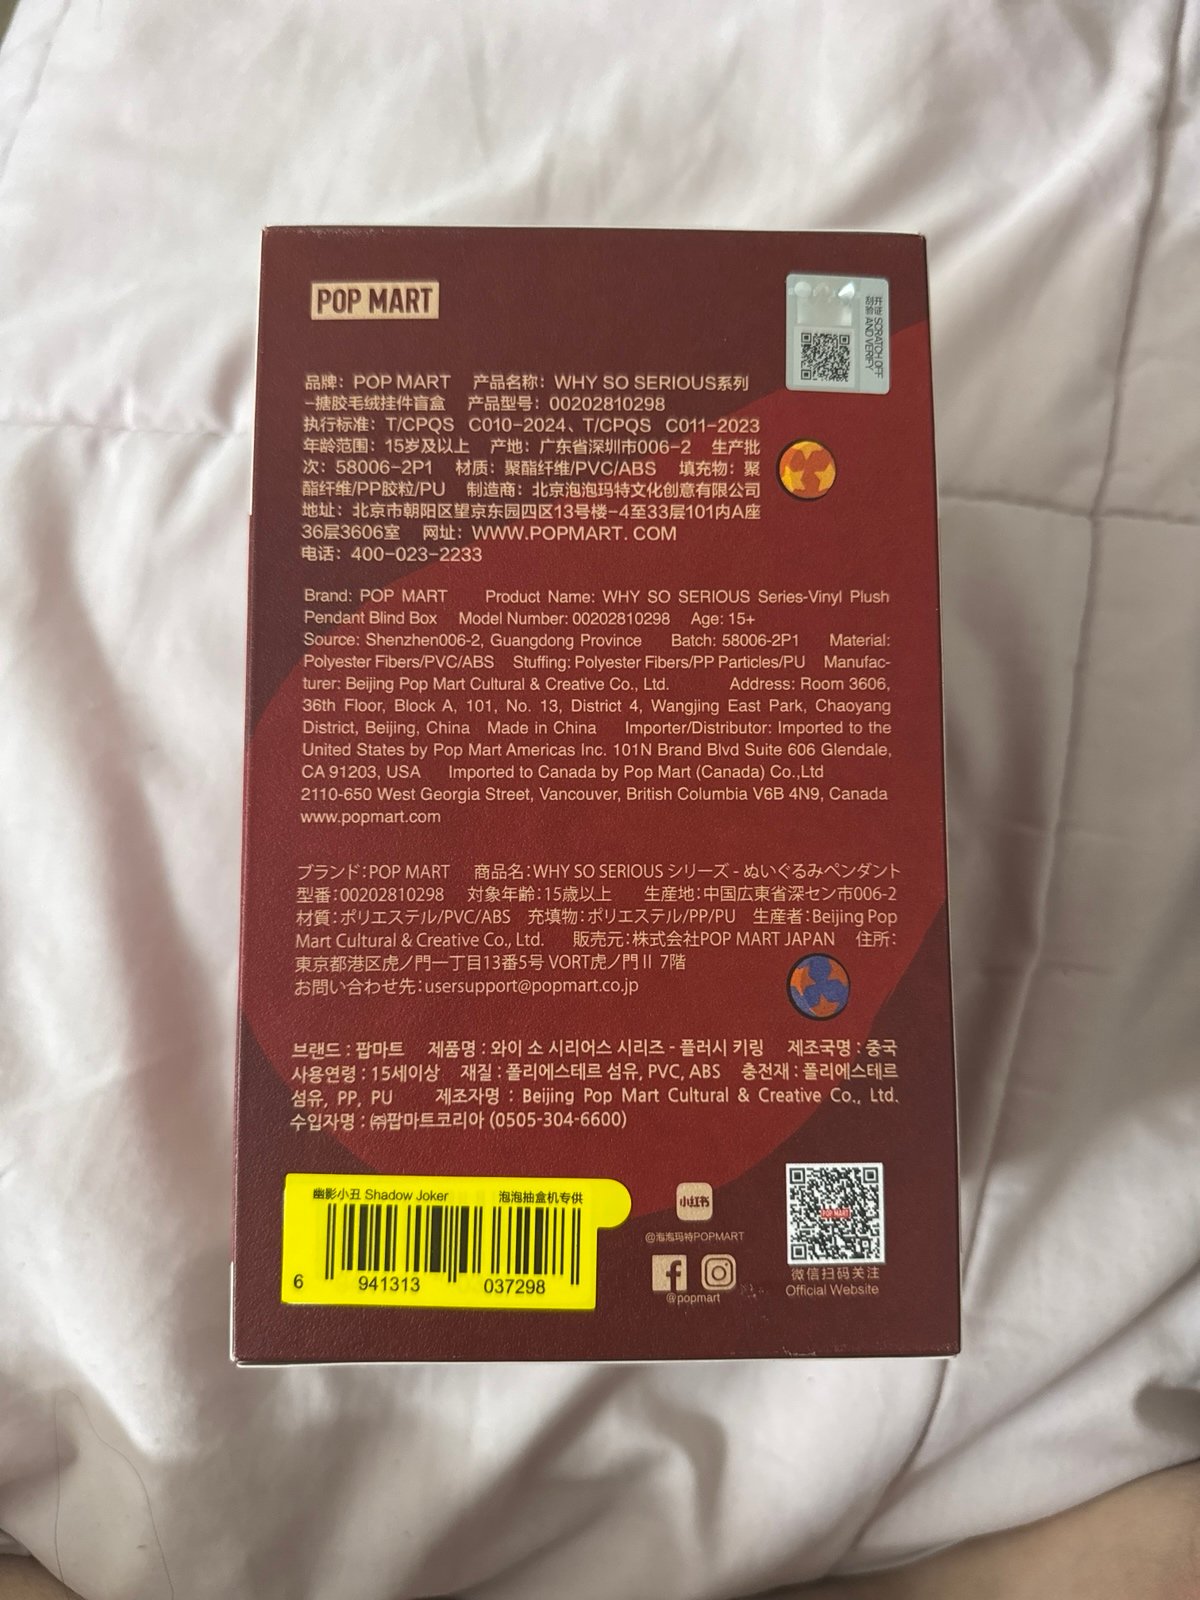 POP MART
开涂 SCRATCH OFF
刮验 AND VERIFY
品牌：POP MART 产品名称：WHY SO SERIOUS系列
-搪胶毛绒挂件盲盒 产品型号：00202810298
执行标准：T/CPQS C010-2024、T/CPQS C011-2023
年龄范围：15岁及以上 产地：广东省深圳市006-2 生产批
次：58006-2P1 材质：聚酯纤维/PVC/ABS 填充物：聚
酯纤维/PP胶粒/PU 制造商：北京泡泡玛特文化创意有限公司
地址：北京市朝阳区望京东园四区13号楼-4至33层101内A座
36层3606室 网址：WWW.POPMART.COM
电话：400-023-2233
Brand: POP MART Product Name: WHY SO SERIOUS Series-Vinyl Plush
Pendant Blind Box Model Number: 00202810298 Age: 15+
Source: Shenzhen006-2, Guangdong Province Batch: 58006-2P1 Material:
Polyester Fibers/PVC/ABS Stuffing: Polyester Fibers/PP Particles/PU Manufac-
turer: Beijing Pop Mart Cultural & Creative Co., Ltd. Address: Room 3606,
36th Floor, Block A, 101, No. 13, District 4, Wangjing East Park, Chaoyang
District, Beijing, China Made in China Importer/Distributor: Imported to the
United States by Pop Mart Americas Inc. 101N Brand Blvd Suite 606 Glendale,
CA 91203, USA Imported to Canada by Pop Mart (Canada) Co.,Ltd
2110-650 West Georgia Street, Vancouver, British Columbia V6B 4N9, Canada
www.popmart.com
ブランド：POP MART 商品名：WHY SO SERIOUS シリーズ - ぬいぐるみペンダント
型番：00202810298 対象年齢：15歳以上 生産地：中国広東省深セン市006-2
材質：ポリエステル/PVC/ABS 充填物：ポリエステル/PP/PU 生産者：Beijing Pop
Mart Cultural & Creative Co., Ltd. 販売元：株式会社POP MART JAPAN 住所：
東京都港区虎ノ門一丁目13番5号 VORT虎ノ門Ⅱ 7階
お問い合わせ先：usersupport@popmart.co.jp
브랜드 : 팝마트 제품명 : 와이 소 시리어스 시리즈 - 플러시 키링 제조국명 : 중국
사용연령 : 15세이상 재질 : 폴리에스테르 섬유, PVC, ABS 충전재 : 폴리에스테르
섬유, PP, PU 제조자명 : Beijing Pop Mart Cultural & Creative Co., Ltd.
수입자명 : ㈜팝마트코리아 (0505-304-6600)
幽影小丑 Shadow Joker 泡泡抽盒机专供
6 941313 037298
小红书
@泡泡玛特POPMART
@popmart
POP MART
微信扫码关注
Official Website